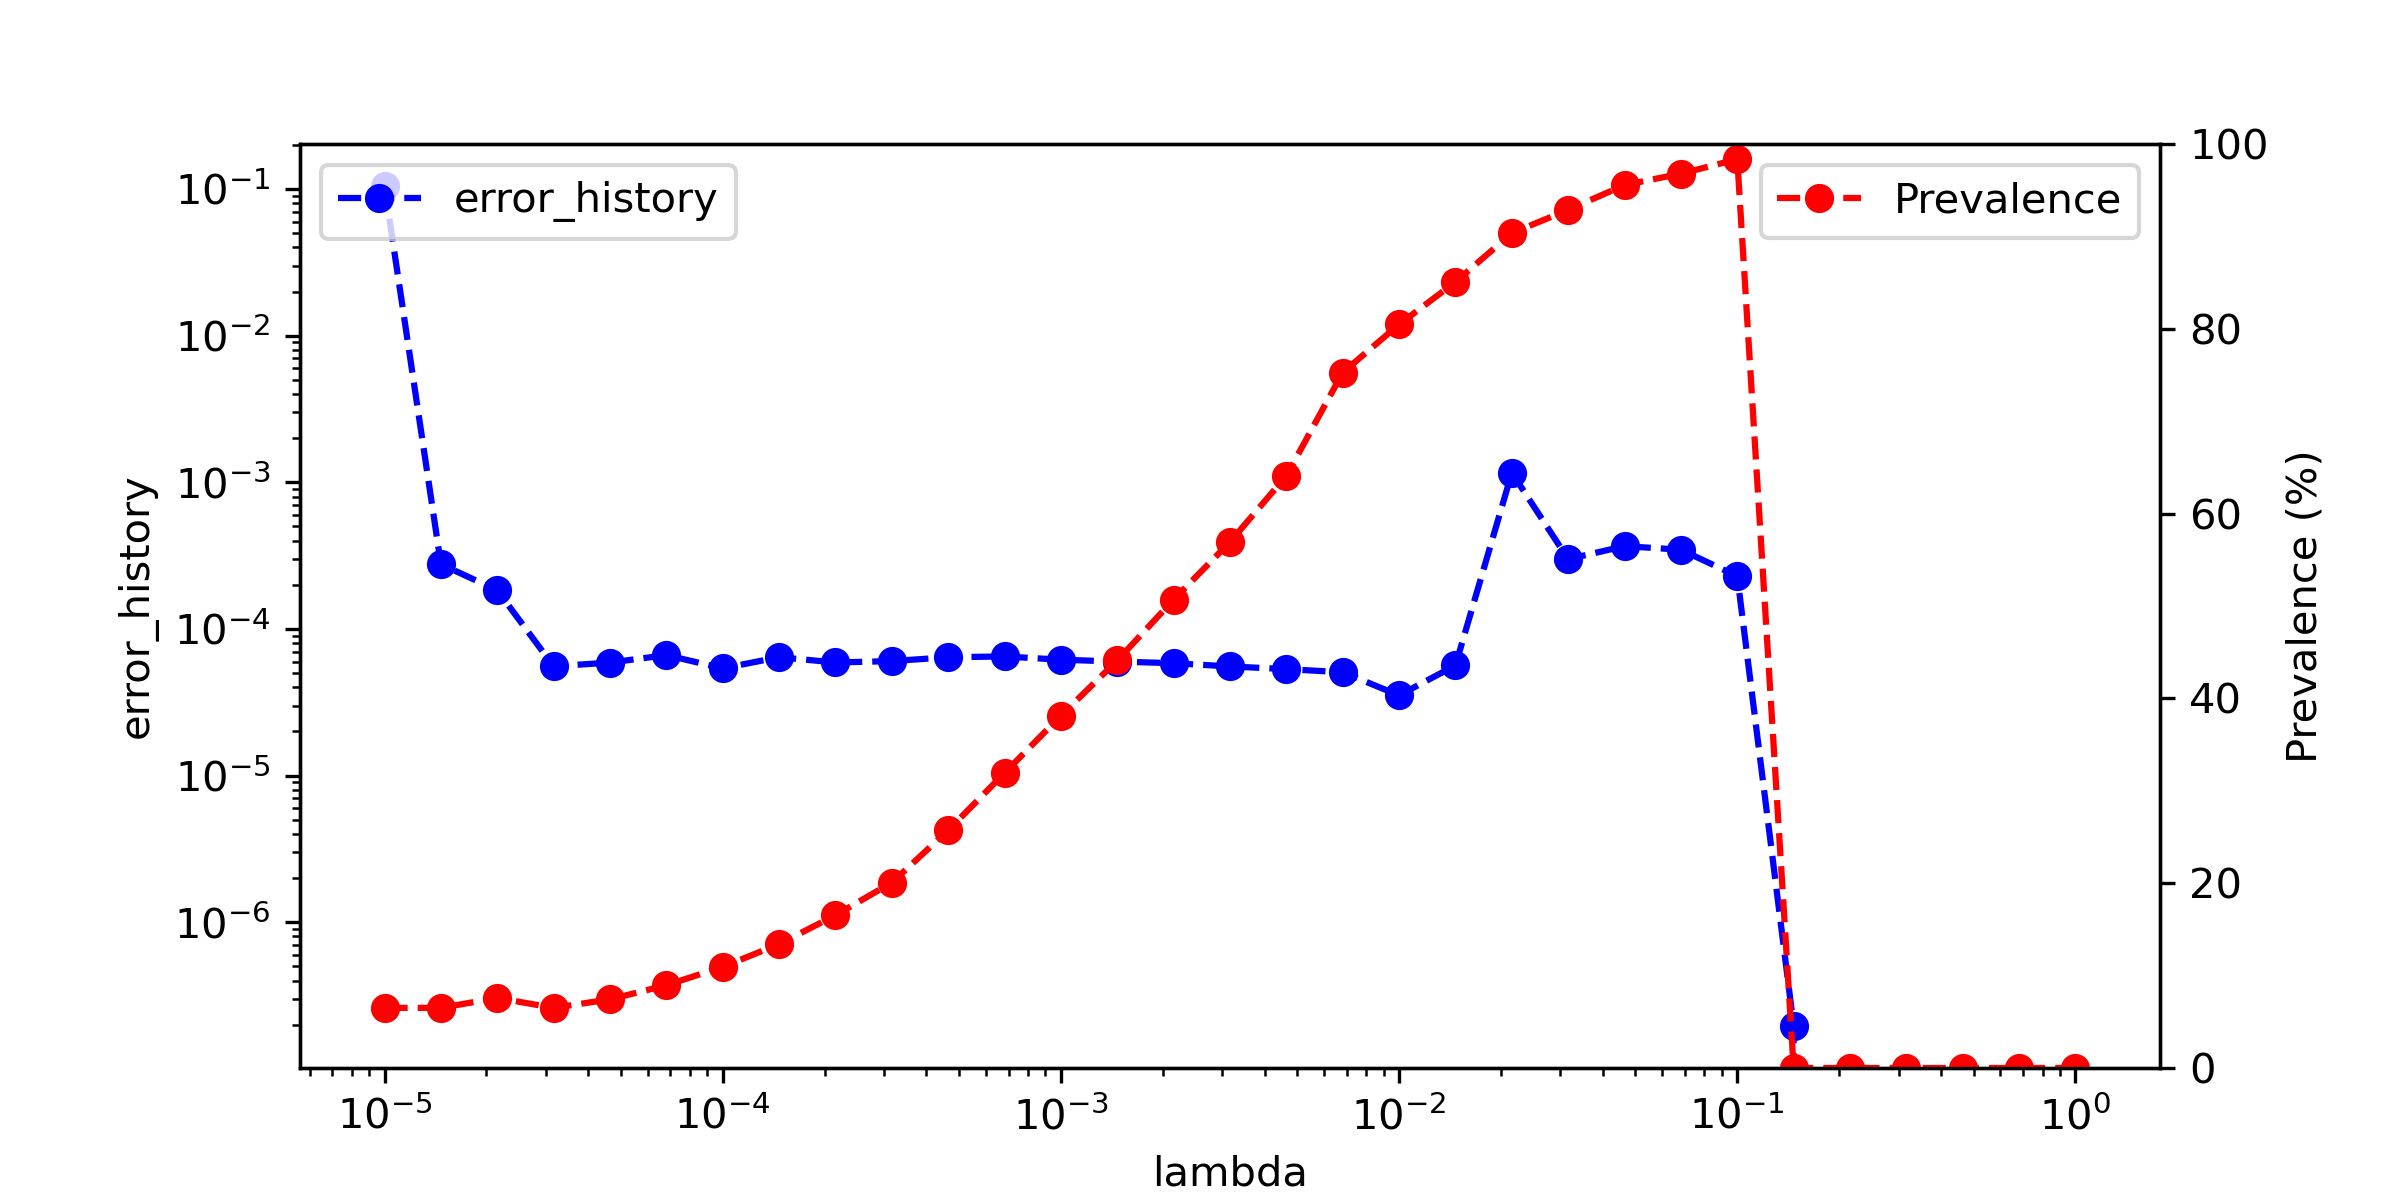 error_history
Prevalence
10⁻¹
10⁻²
10⁻³
10⁻⁴
10⁻⁵
10⁻⁶
error_history
100
80
60
40
20
0
Prevalence (%)
10⁻⁵ 10⁻⁴ 10⁻³ 10⁻² 10⁻¹ 10⁰
lambda